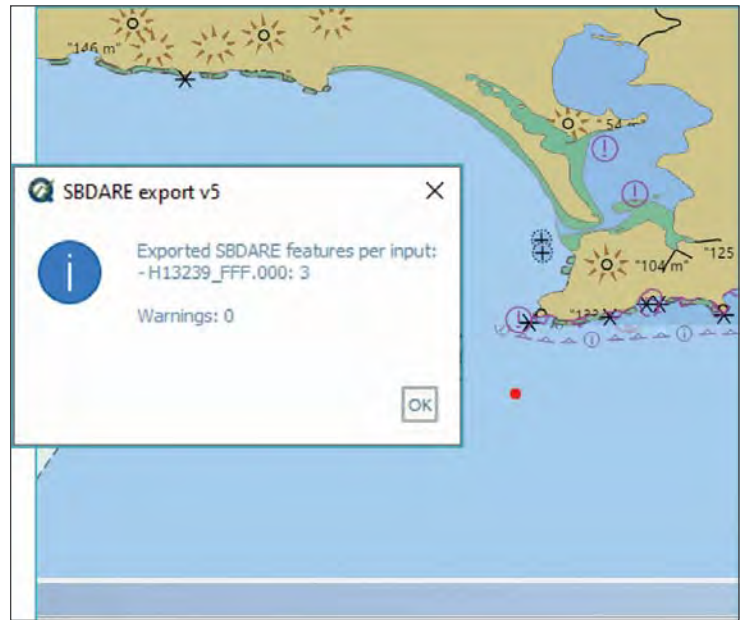 "146 m"
54 m"
SBDARE export v5
Exported SBDARE features per input:
- H13239_FFF.000: 3
Warnings: 0
OK
"104 m"
"125